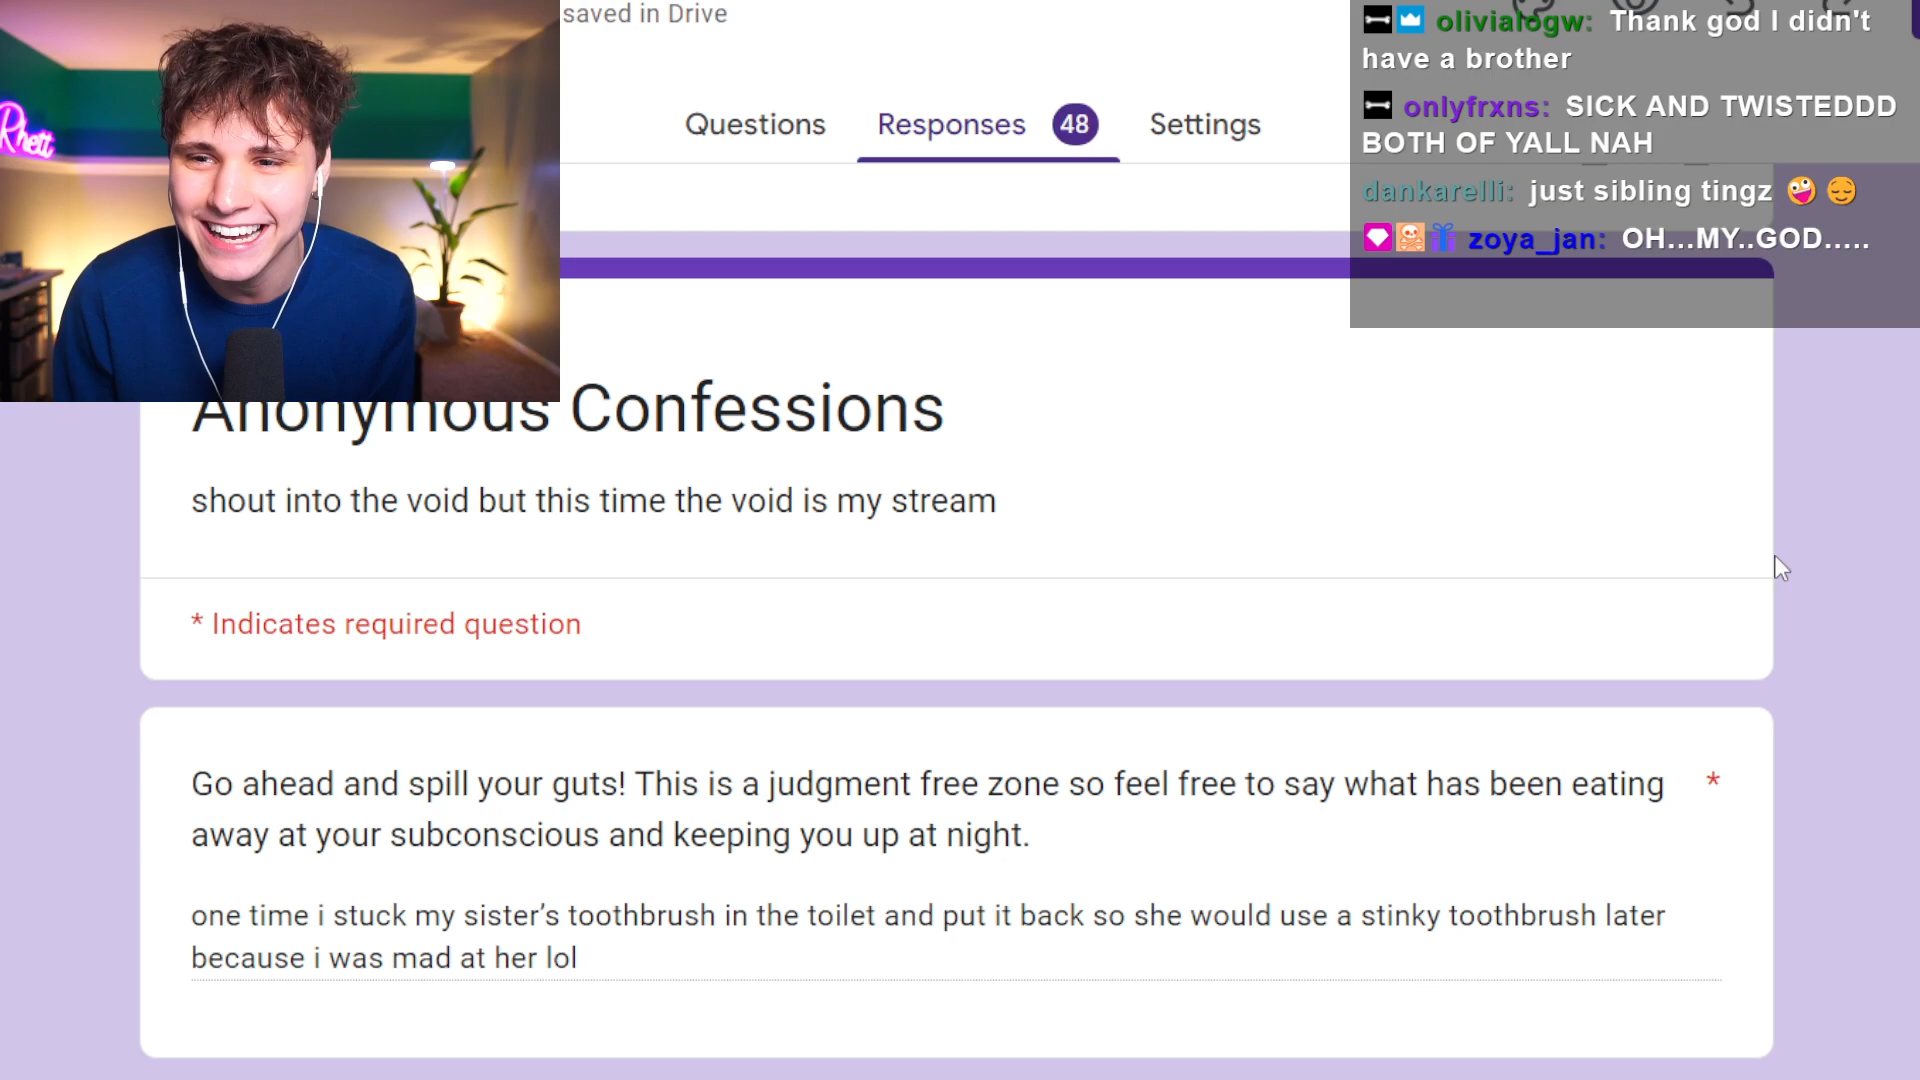 saved in Drive
Rhett
Questions
Responses
48
Settings
olivialogw: Thank god I didn't
have a brother
onlyfrxns: SICK AND TWISTEDDD
BOTH OF YALL NAH
dankarelli: just sibling tingz 🤪 😌
zoya_jan: OH...MY..GOD.....
Anonymous Confessions
shout into the void but this time the void is my stream
* Indicates required question
Go ahead and spill your guts! This is a judgment free zone so feel free to say what has been eating *
away at your subconscious and keeping you up at night.
one time i stuck my sister’s toothbrush in the toilet and put it back so she would use a stinky toothbrush later
because i was mad at her lol